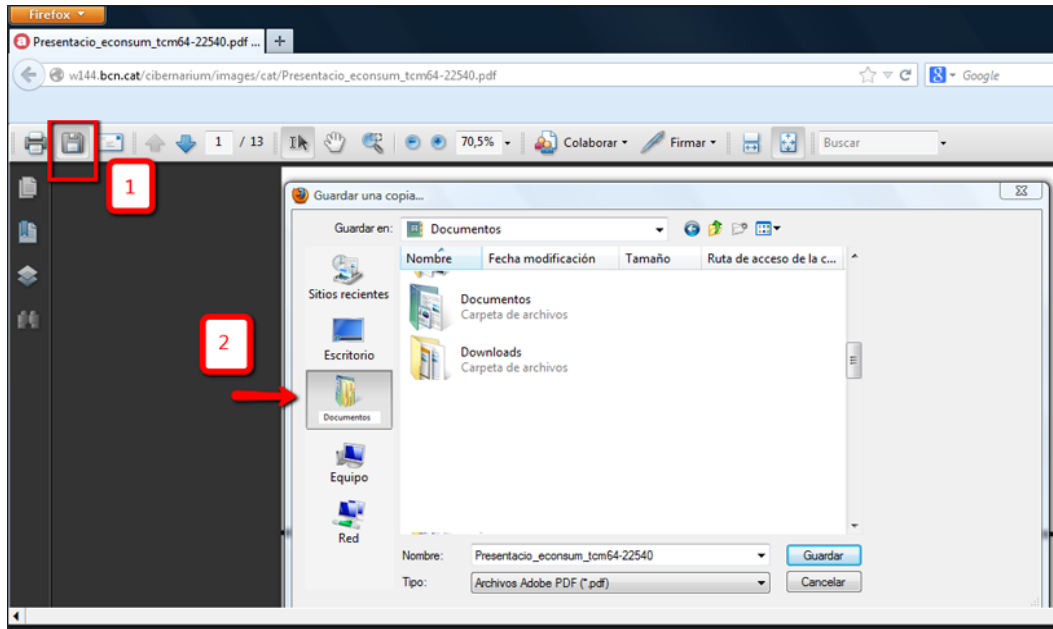 Firefox
Presentacio_econsum_tcm64-22540.pdf ... +
w144.bcn.cat/cibernarium/images/cat/Presentacio_econsum_tcm64-22540.pdf
8 Google
1 / 13
70,5%
Colaborar
Firmar
Buscar
1
Guardar una copia...
Guardar en: Documentos
Nombre Fecha modificación Tamaño Ruta de acceso de la c...
Sitios recientes
Documentos
Carpeta de archivos
2
Escritorio
Downloads
Carpeta de archivos
Documentos
Equipo
Red
Nombre: Presentacio_econsum_tcm64-22540 Guardar
Tipo: Archivos Adobe PDF (*.pdf) Cancelar